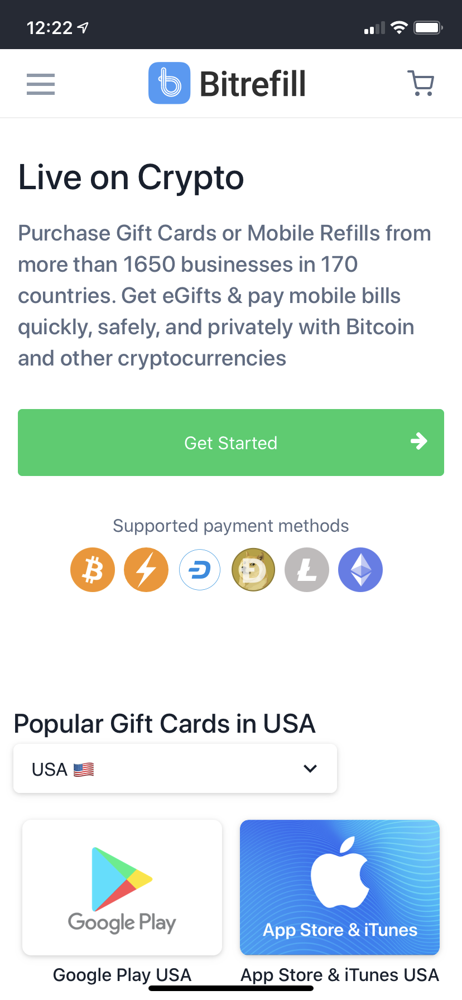 12:22
Bitrefill
Live on Crypto
Purchase Gift Cards or Mobile Refills from
more than 1650 businesses in 170
countries. Get eGifts & pay mobile bills
quickly, safely, and privately with Bitcoin
and other cryptocurrencies
Get Started
Supported payment methods
Popular Gift Cards in USA
USA 🇺🇸
Google Play
App Store & iTunes
Google Play USA
App Store & iTunes USA